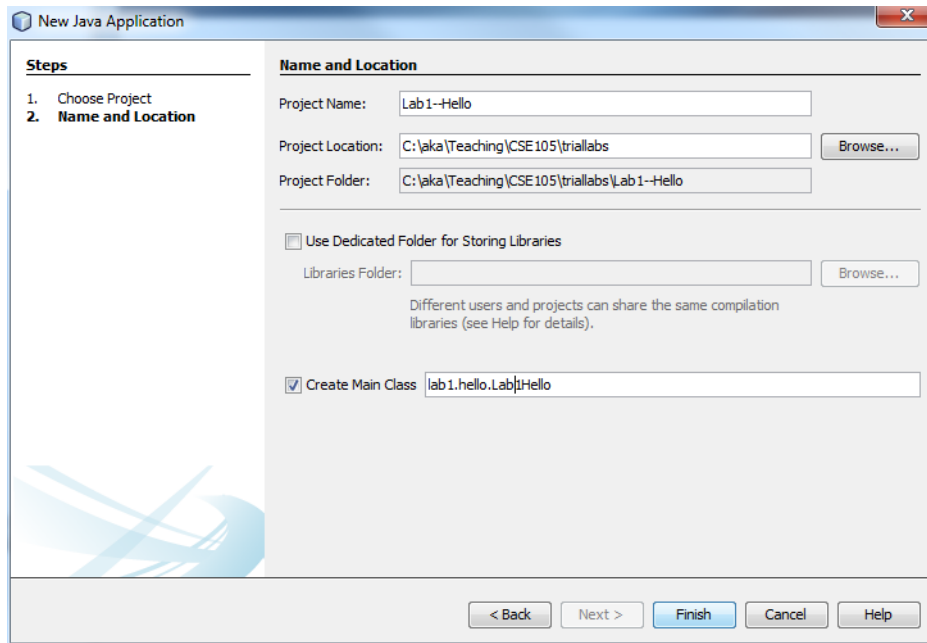 New Java Application
Steps
1. Choose Project
2. Name and Location
Name and Location
Project Name: Lab1--Hello
Project Location: C:\aka\Teaching\CSE105\triallabs Browse...
Project Folder: C:\aka\Teaching\CSE105\triallabs\Lab1--Hello
Use Dedicated Folder for Storing Libraries
Libraries Folder: Browse...
Different users and projects can share the same compilation
libraries (see Help for details).
Create Main Class lab1.hello.Lab1Hello
< Back Next > Finish Cancel Help